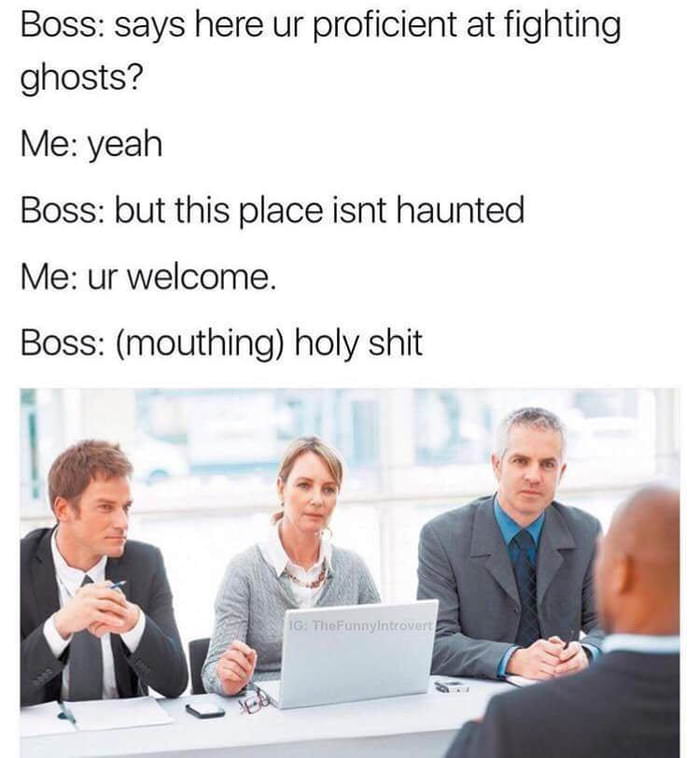 Boss: says here ur proficient at fighting
ghosts?
Me: yeah
Boss: but this place isnt haunted
Me: ur welcome.
Boss: (mouthing) holy shit
IG: TheFunnyIntrovert